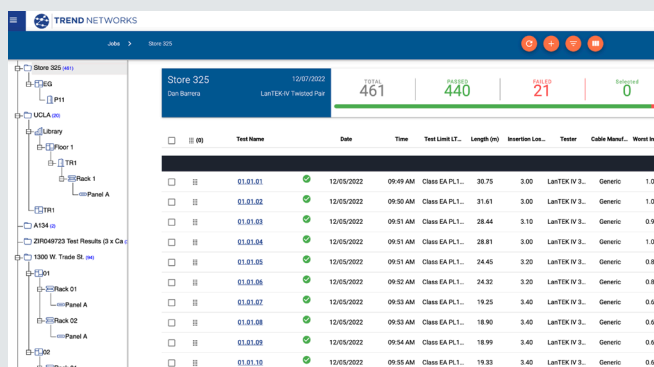 TREND NETWORKS
Jobs > Store 325
Store 325 (461)
EG
P11
UCLA (20)
Library
Floor 1
TR1
Rack 1
Panel A
TR1
A134 (2)
ZIR049723 Test Results (3 x Ca
1300 W. Trade St. (94)
01
Rack 01
Panel A
Rack 02
Panel A
02
Store 325 12/07/2022
Dan Barrera LanTEK-IV Twisted Pair
TOTAL PASSED FAILED Selected
461 440 21 0
(0) Test Name Date Time Test Limit LT... Length (m) Insertion Los... Tester Cable Manuf... Worst In
01.01.01 12/05/2022 09:49 AM Class EA PL1... 30.75 3.00 LanTEK IV 3... Generic 1.0
01.01.02 12/05/2022 09:50 AM Class EA PL1... 31.61 3.00 LanTEK IV 3... Generic 1.0
01.01.03 12/05/2022 09:51 AM Class EA PL1... 28.44 3.10 LanTEK IV 3... Generic 0.9
01.01.04 12/05/2022 09:51 AM Class EA PL1... 28.81 3.00 LanTEK IV 3... Generic 1.0
01.01.05 12/05/2022 09:51 AM Class EA PL1... 24.45 3.20 LanTEK IV 3... Generic 0.8
01.01.06 12/05/2022 09:52 AM Class EA PL1... 24.32 3.20 LanTEK IV 3... Generic 0.8
01.01.07 12/05/2022 09:53 AM Class EA PL1... 19.25 3.40 LanTEK IV 3... Generic 0.6
01.01.08 12/05/2022 09:53 AM Class EA PL1... 18.90 3.40 LanTEK IV 3... Generic 0.6
01.01.09 12/05/2022 09:54 AM Class EA PL1... 18.99 3.40 LanTEK IV 3... Generic 0.6
01.01.10 12/05/2022 09:55 AM Class EA PL1... 19.33 3.40 LanTEK IV 3... Generic 0.6